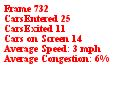 Frame 732
CarsEntered 25
CarsExited 11
Cars on Screen 14
Average Speed: 3 mph
Average Congestion: 6%